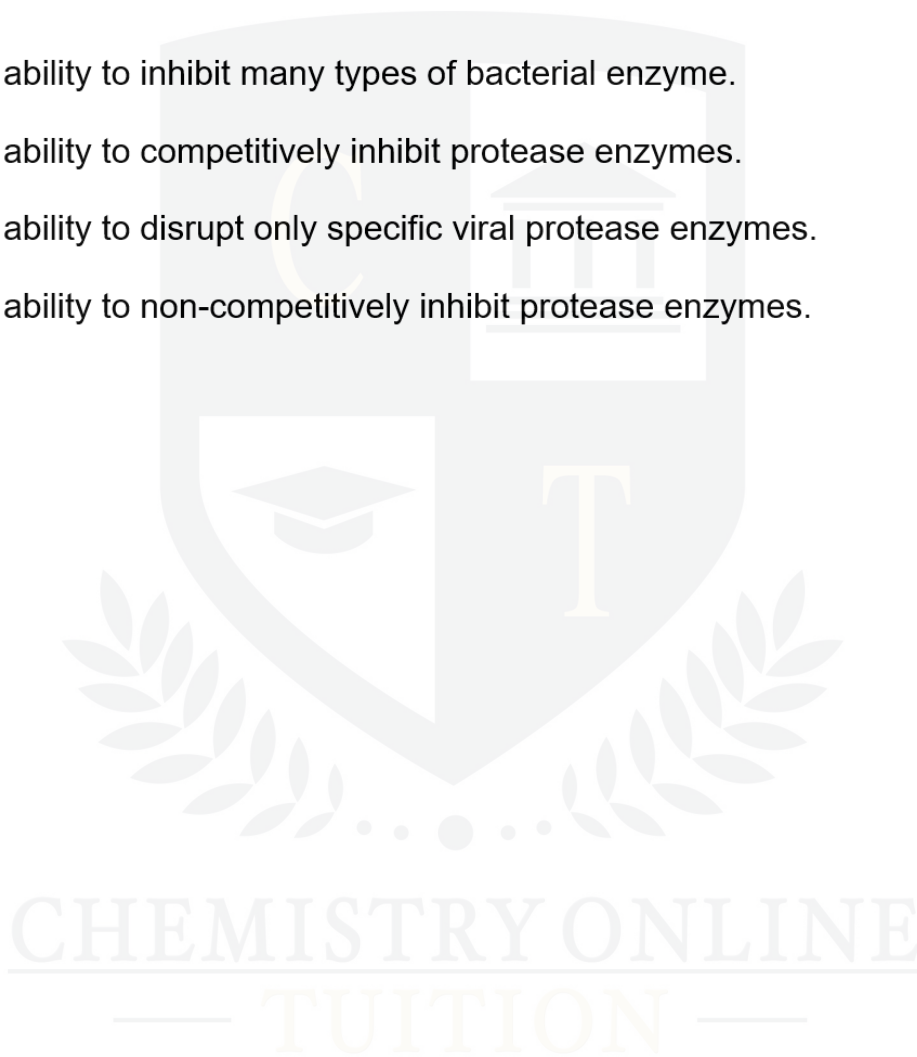 ability to inhibit many types of bacterial enzyme.
ability to competitively inhibit protease enzymes.
C
ability to disrupt only specific viral protease enzymes.
ability to non-competitively inhibit protease enzymes.
T
CHEMISTRY ONLINE
TUITION